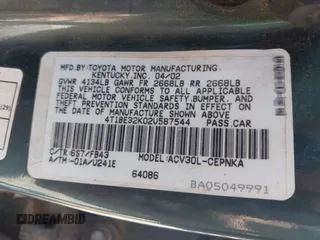 MFD.BY:TOYOTA MOTOR MANUFACTURING,
KENTUCKY,INC. 04/02
GVWR 4134LB GAWR FR 2668LB RR 2668LB
THIS VEHICLE CONFORMS TO ALL APPLICABLE
FEDERAL MOTOR VEHICLE SAFETY,
BUMPER, AND THEFT PREVENTION STANDARDS
IN EFFECT ON THE DATE OF MANUFACTURE
SHOWN ABOVE.
4T1BE32K02U587544 PASS.CAR
C/TR:6S7/FB43
A/TM:-01A/U241E
MODEL:ACV30L-CEPNKA
64086
BA05049991
(29)
DREAMBID